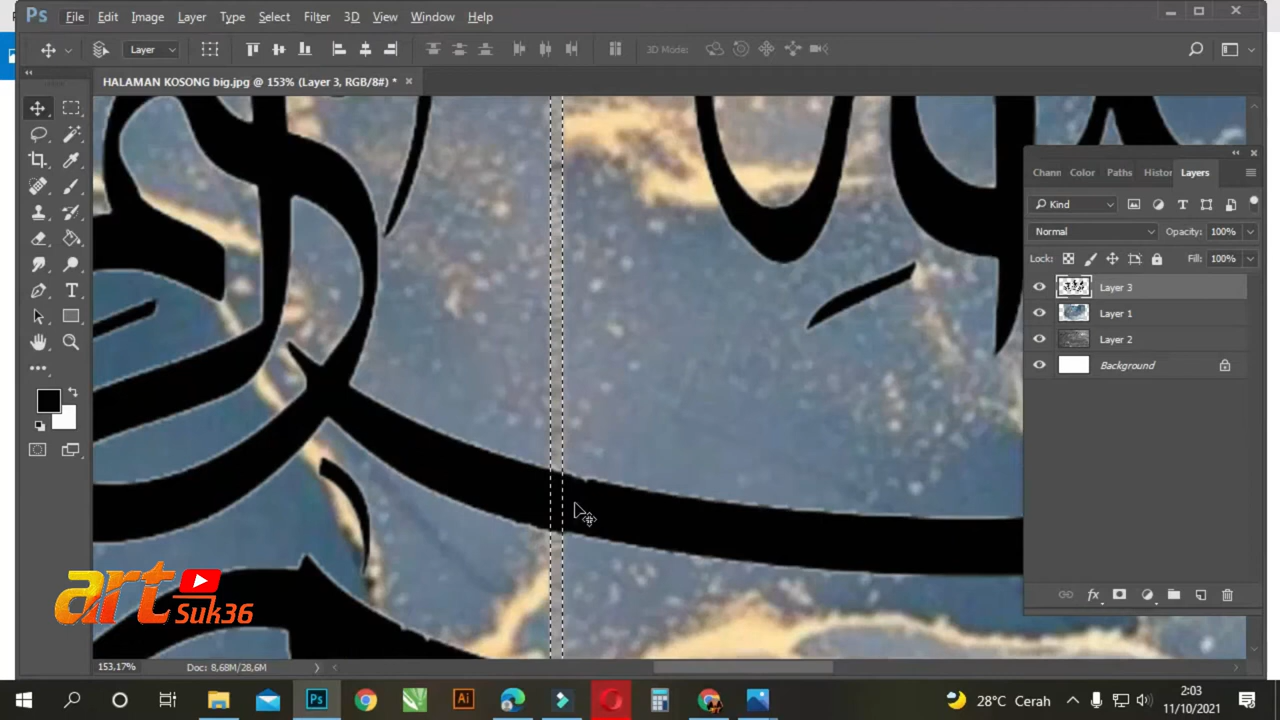 Ps File Edit Image Layer Type Select Filter 3D View Window Help
Layer 3D Mode:
HALAMAN KOSONG big.jpg @ 153% (Layer 3, RGB/8#) *
Chann Color Paths Histor Layers
Kind
Normal Opacity: 100%
Lock: Fill: 100%
Layer 3
Layer 1
Layer 2
Background
art
Suk36
153,17% Doc: 8,68M/28,6M
Ps Ai 28°C Cerah 2:03
11/10/2021